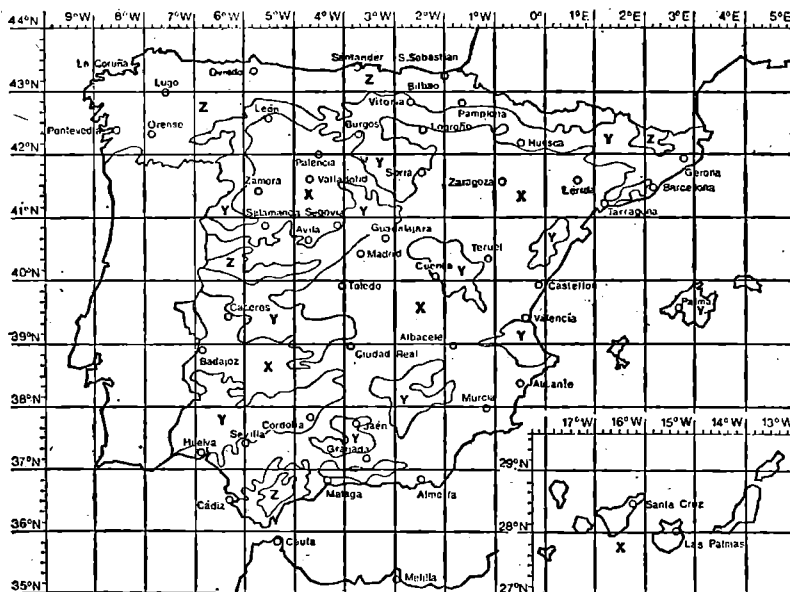 44°N 8°W 7°W 6°W 5°W 4°W 3°W 2°W 1°W 0° 1°E 2°E 3°E 4°E 5°E
La Coruña Oviedo Santander S.Sebastian
43°N Lugo Z Bilbao
Z León Vitoria Pamplona
Pontevedra Orense Burgos Logroño Huesca Y Z
42°N Palencia Y Y Gerona
Zamora Valladolid Soria Zaragoza Lérida Barcelona
X X
41°N Y Salamanca Segovia Y Tarragona
Avila Guadalajara Teruel Y
Z Madrid Cuenca Y
40°N Toledo Castellon Palma
Caceres Y X Valencia Y
39°N Albacete Y
Badajoz X Ciudad Real
Alicante
38°N Y Cordoba Y Murcia
Sevilla Jaén 17°W 16°W 15°W 13°W
Huelva Y
Granada
37°N 29°N
Z Santa Cruz
Cádiz Malaga Almeria
36°N 28°N
Ceuta X Las Palmas
Melilla
35°N 27°N